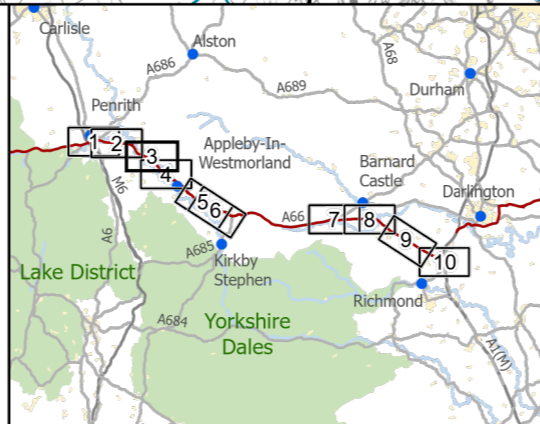 Carlisle
Alston
A68
A686
A689
Durham
Penrith
Appleby-In-
Westmorland
Barnard
Castle
Darlington
1
2
3
4
5
6
7
8
9
10
M6
A6
A66
A685
Kirkby
Stephen
Lake District
Richmond
A684
Yorkshire
Dales
A1(M)